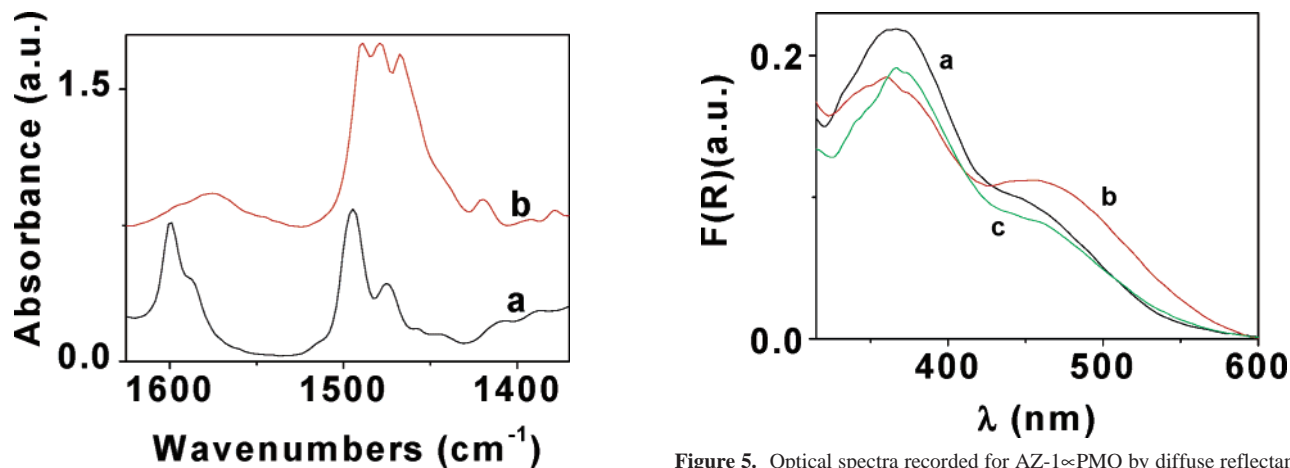 Absorbance (a.u.)
1.5
0.0
b
a
1600 1500 1400
Wavenumbers (cm-1)
F(R)(a.u.)
0.2
0.0
a
b
c
400 500 600
λ (nm)
Figure 5. Optical spectra recorded for AZ-1∝PMO by diffuse reflectan